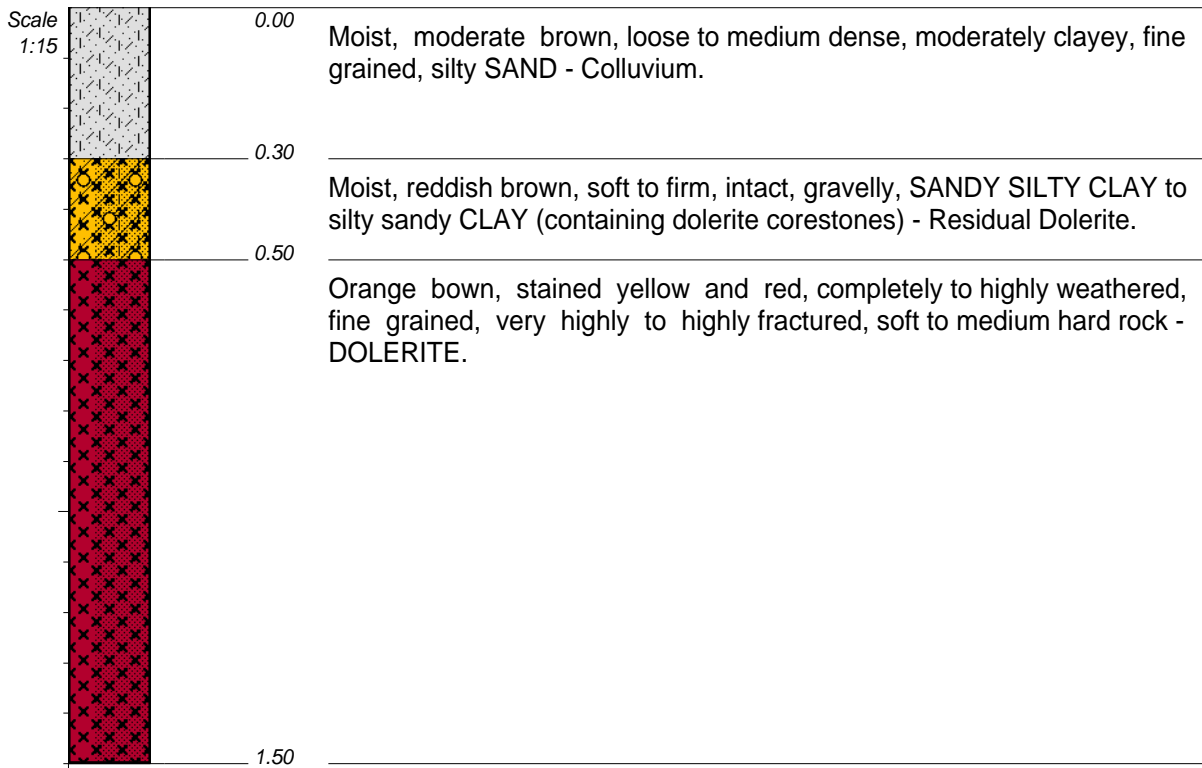 Scale
1:15
0.00
Moist, moderate brown, loose to medium dense, moderately clayey, fine
grained, silty SAND - Colluvium.
0.30
Moist, reddish brown, soft to firm, intact, gravelly, SANDY SILTY CLAY to
silty sandy CLAY (containing dolerite corestones) - Residual Dolerite.
0.50
Orange bown, stained yellow and red, completely to highly weathered,
fine grained, very highly to highly fractured, soft to medium hard rock -
DOLERITE.
1.50